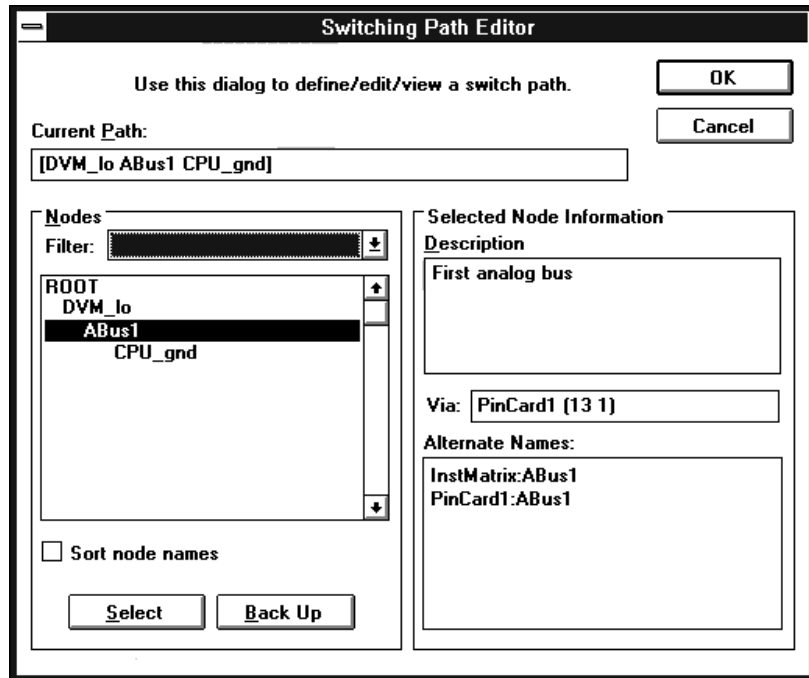 Switching Path Editor
Use this dialog to define/edit/view a switch path.
OK
Cancel
Current Path:
[DVM_lo ABus1 CPU_gnd]
Nodes
Filter:
ROOT
DVM_lo
ABus1
CPU_gnd
Sort node names
Select
Back Up
Selected Node Information
Description
First analog bus
Via: PinCard1 (13 1)
Alternate Names:
InstMatrix:ABus1
PinCard1:ABus1